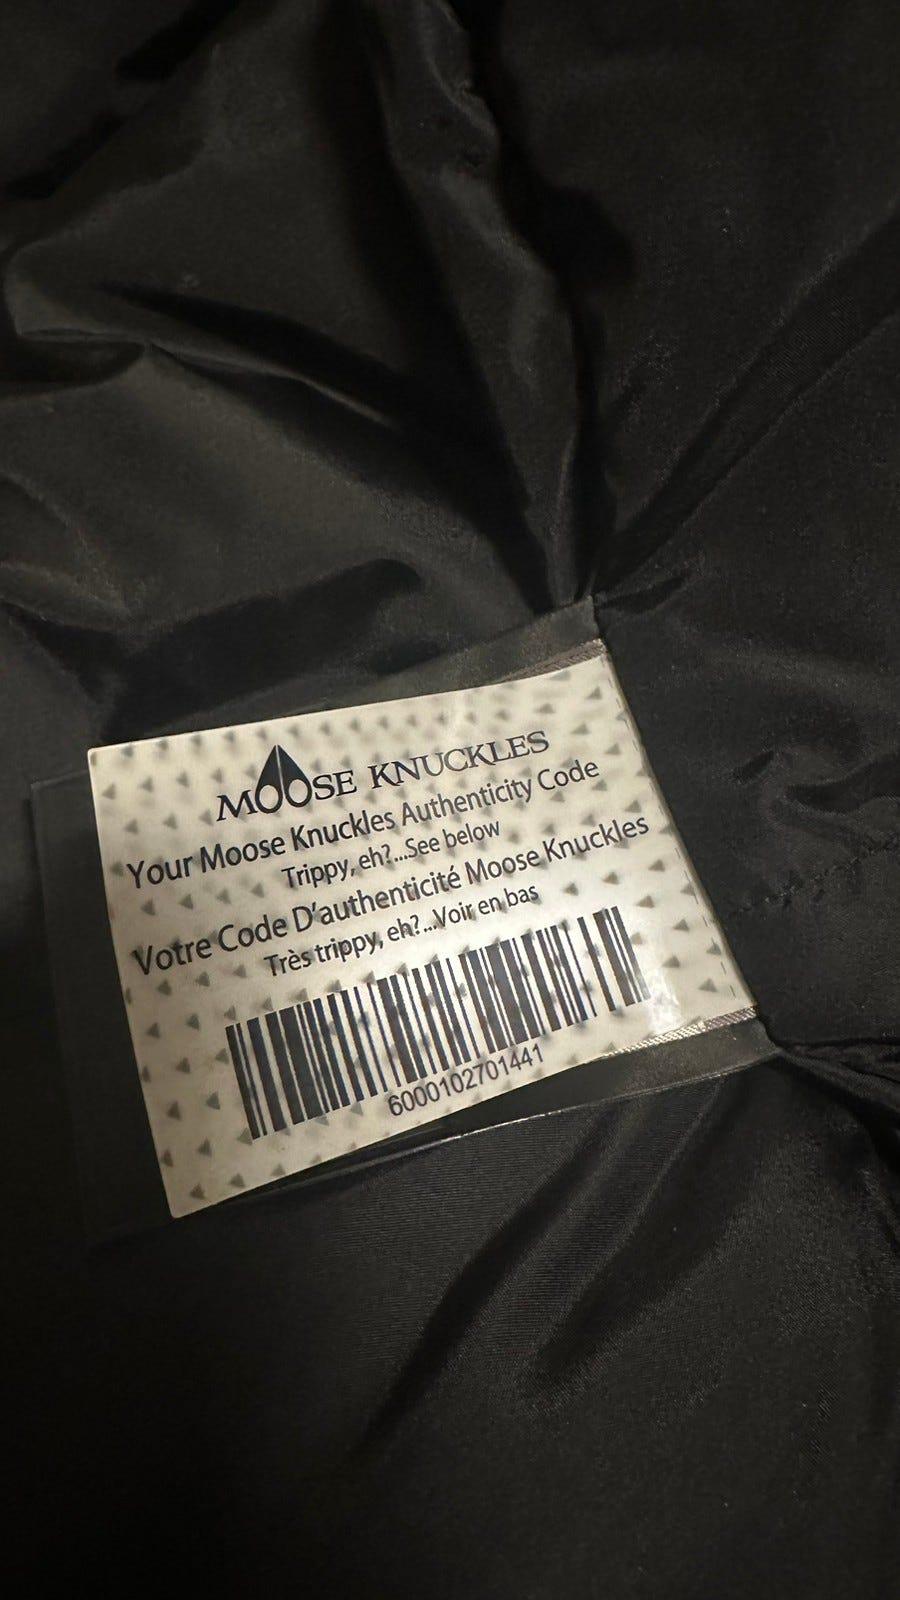 MOOSE KNUCKLES
Your Moose Knuckles Authenticity Code
Trippy, eh?...See below
Votre Code D'authenticité Moose Knuckles
Très trippy, eh?...Voir en bas
6000102701441